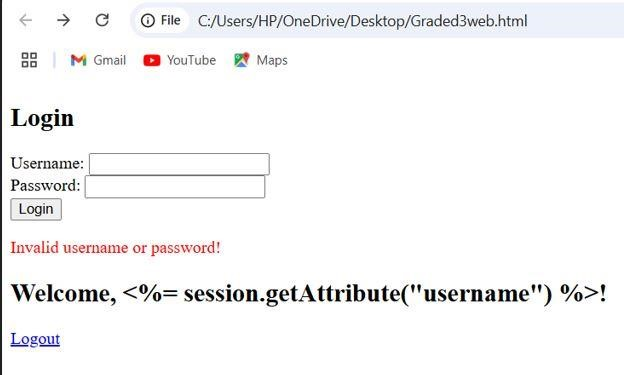 File C:/Users/HP/OneDrive/Desktop/Graded3web.html
Gmail YouTube Maps
Login
Username:
Password:
Login
Invalid username or password!
Welcome, <%= session.getAttribute("username") %>!
Logout